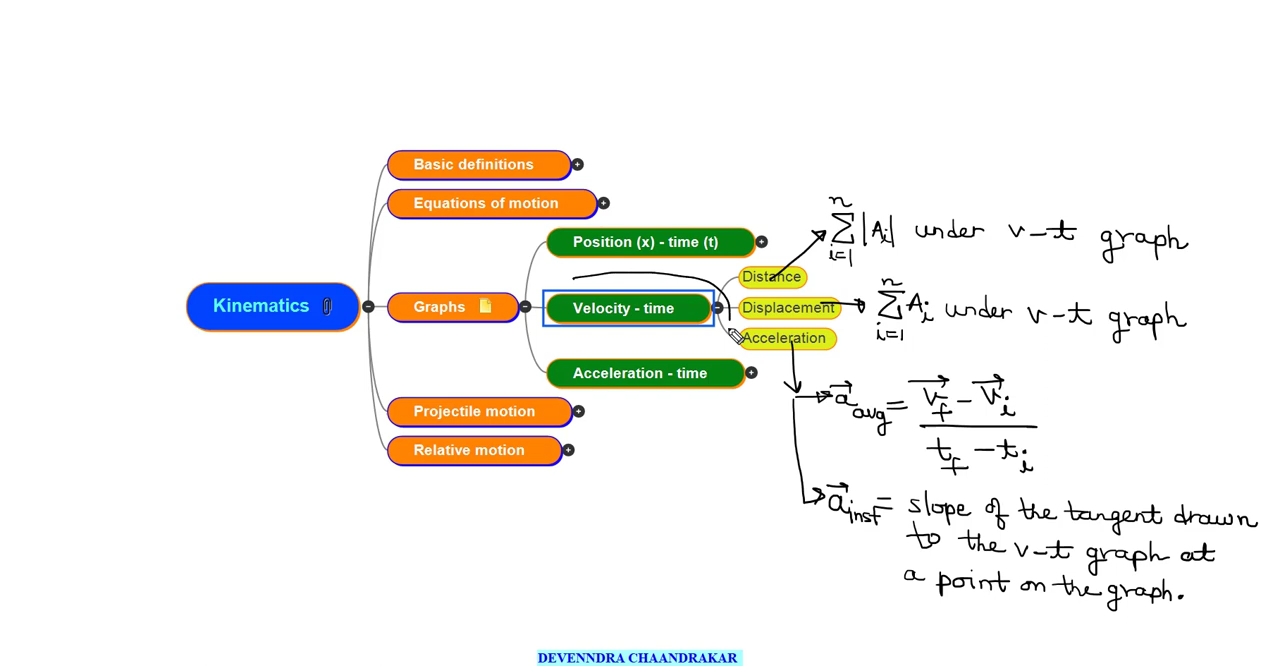 Basic definitions
Equations of motion
Position (x) - time (t)
Kinematics
Graphs
Velocity - time
Distance
Displacement
Acceleration
Acceleration - time
Projectile motion
Relative motion
n
∑ |Ai| under v-t graph
i=1
n
∑ Ai under v-t graph
i=1
a⃗avg = (v⃗f - v⃗i)
tf - ti
a⃗inst = slope of the tangent drawn
to the v-t graph at
a point on the graph.
DEVENNDRA CHAANDRAKAR